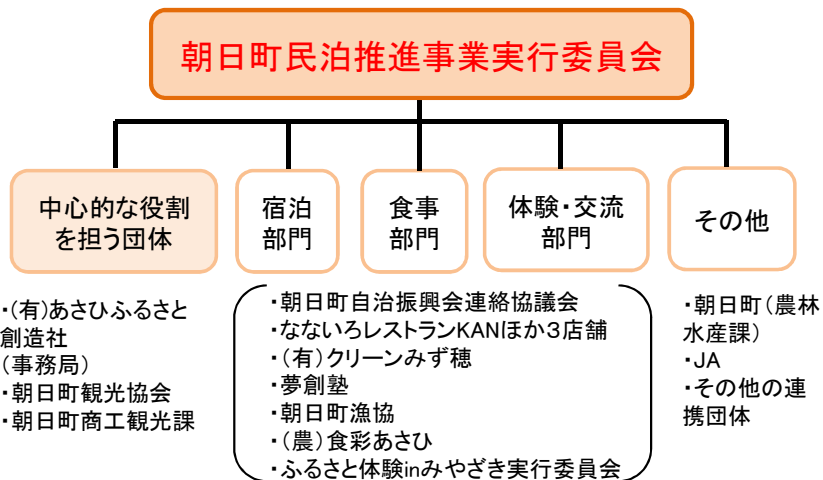 朝日町民泊推進事業実行委員会
中心的な役割
を担う団体
宿泊
部門
食事
部門
体験・交流
部門
その他
・(有)あさひふるさと
創造社
(事務局)
・朝日町観光協会
・朝日町商工観光課
・朝日町自治振興会連絡協議会
・なないろレストランKANほか3店舗
・(有)クリーンみず穂
・夢創塾
・朝日町漁協
・(農)食彩あさひ
・ふるさと体験inみやざき実行委員会
・朝日町(農林
水産課)
・JA
・その他の連
携団体